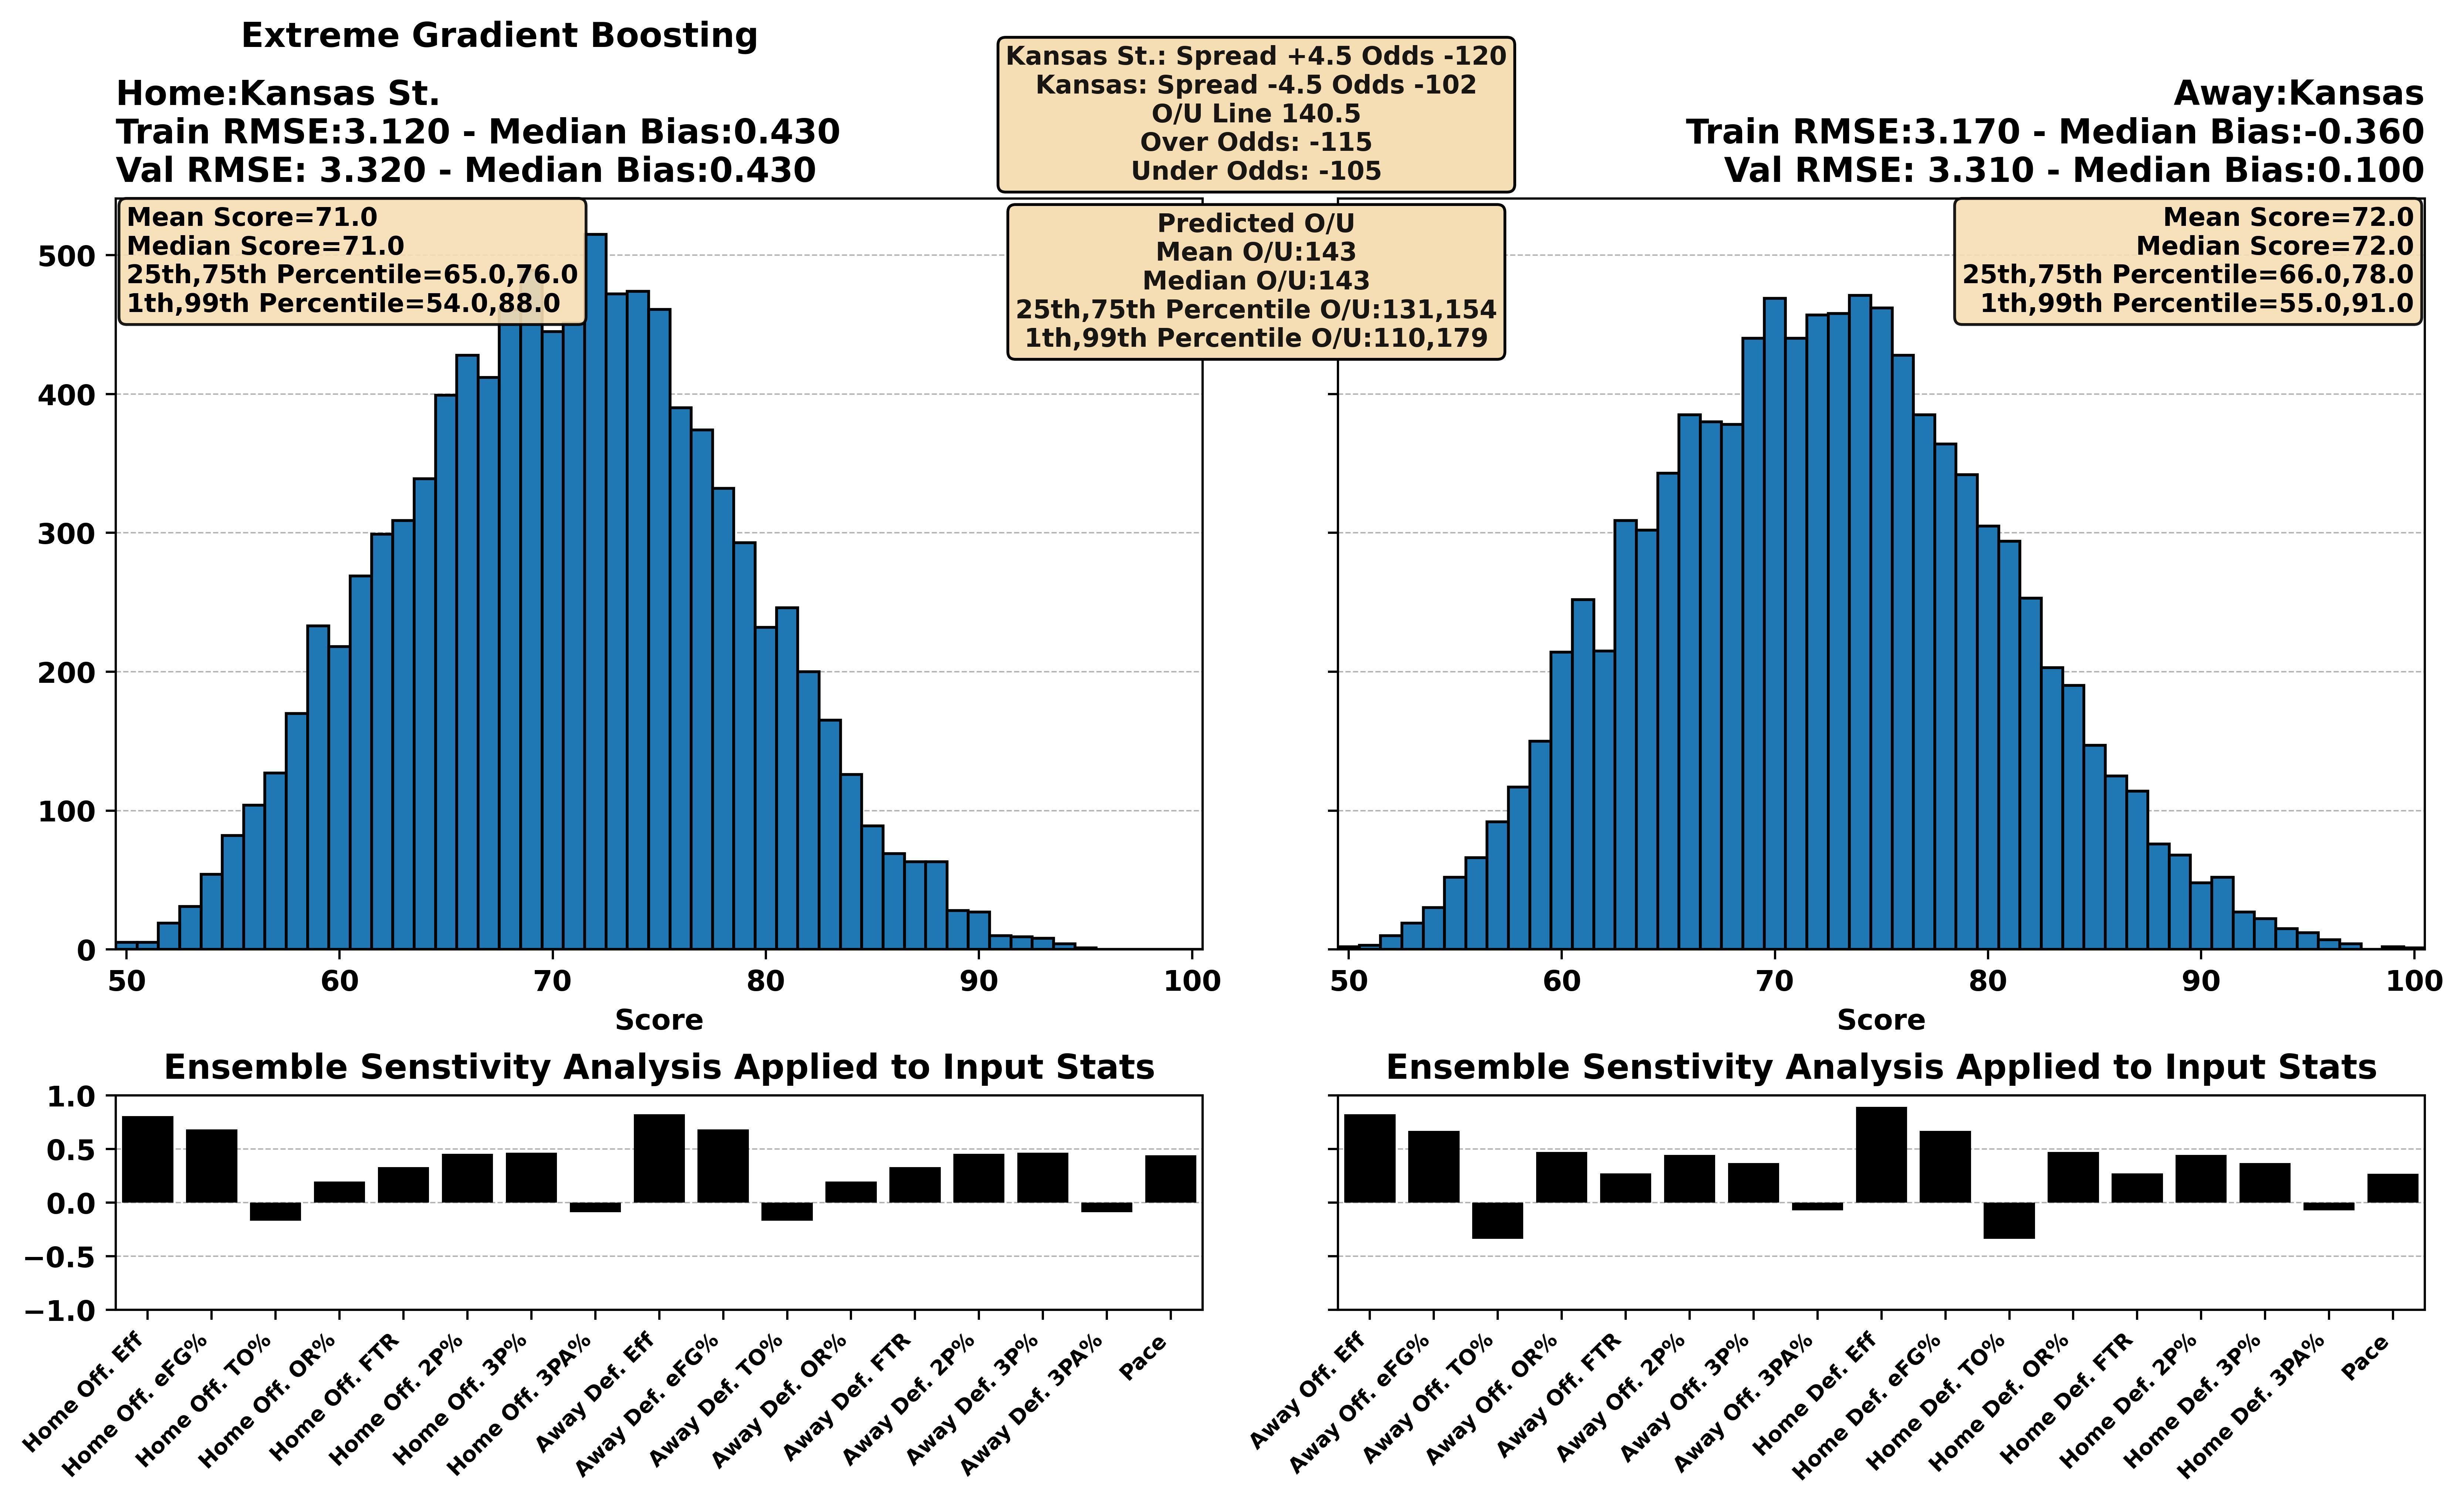 Extreme Gradient Boosting
Home:Kansas St.
Train RMSE:3.120 - Median Bias:0.430
Val RMSE: 3.320 - Median Bias:0.430
Kansas St.: Spread +4.5 Odds -120
Kansas: Spread -4.5 Odds -102
O/U Line 140.5
Over Odds: -115
Under Odds: -105
Away:Kansas
Train RMSE:3.170 - Median Bias:-0.360
Val RMSE: 3.310 - Median Bias:0.100
Mean Score=71.0
Median Score=71.0
25th,75th Percentile=65.0,76.0
1th,99th Percentile=54.0,88.0
Predicted O/U
Mean O/U:143
Median O/U:143
25th,75th Percentile O/U:131,154
1th,99th Percentile O/U:110,179
Mean Score=72.0
Median Score=72.0
25th,75th Percentile=66.0,78.0
1th,99th Percentile=55.0,91.0
500
400
300
200
100
0
50 60 70 80 90 100
Score
50 60 70 80 90 100
Score
Ensemble Senstivity Analysis Applied to Input Stats
1.0
0.5
0.0
−0.5
−1.0
Home Off. Eff
Home Off. eFG%
Home Off. TO%
Home Off. OR%
Home Off. FTR
Home Off. 2P%
Home Off. 3P%
Home Off. 3PA%
Away Def. Eff
Away Def. eFG%
Away Def. TO%
Away Def. OR%
Away Def. FTR
Away Def. 2P%
Away Def. 3P%
Away Def. 3PA%
Pace
Ensemble Senstivity Analysis Applied to Input Stats
Away Off. Eff
Away Off. eFG%
Away Off. TO%
Away Off. OR%
Away Off. FTR
Away Off. 2P%
Away Off. 3P%
Away Off. 3PA%
Home Def. Eff
Home Def. eFG%
Home Def. TO%
Home Def. OR%
Home Def. FTR
Home Def. 2P%
Home Def. 3P%
Home Def. 3PA%
Pace